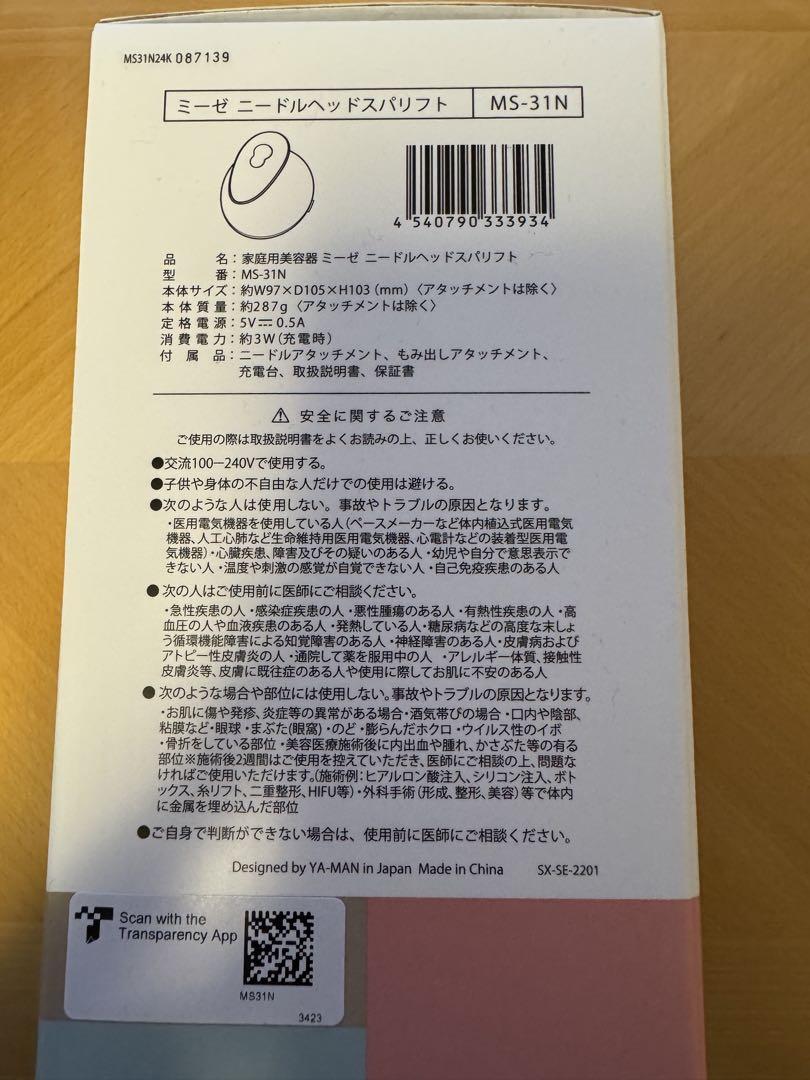 MS31N24K 087139
ミーゼ ニードルヘッドスパリフト MS-31N
4 540790 333934
品名：家庭用美容器 ミーゼ ニードルヘッドスパリフト
型番：MS-31N
本体サイズ：約W97×D105×H103（mm）〈アタッチメントは除く〉
本体質量：約287g〈アタッチメントは除く〉
定格電源：5V⎓0.5A
消費電力：約3W（充電時）
付属品：ニードルアタッチメント、もみ出しアタッチメント、
充電台、取扱説明書、保証書
⚠ 安全に関するご注意
ご使用の際は取扱説明書をよくお読みの上、正しくお使いください。
●交流100−240Vで使用する。
●子供や身体の不自由な人だけでの使用は避ける。
●次のような人は使用しない。事故やトラブルの原因となります。
・医用電気機器を使用している人（ペースメーカーなど体内植込式医用電気
機器、人工心肺など生命維持用医用電気機器、心電計などの装着型医用電
気機器）・心臓疾患、障害及びその疑いのある人・幼児や自分で意思表示で
きない人・温度や刺激の感覚が自覚できない人・自己免疫疾患のある人
●次の人はご使用前に医師にご相談ください。
・急性疾患の人・感染症疾患の人・悪性腫瘍のある人・有熱性疾患の人・高
血圧の人や血液疾患のある人・発熱している人・糖尿病などの高度な末しょ
う循環機能障害による知覚障害のある人・神経障害のある人・皮膚病および
アトピー性皮膚炎の人・通院して薬を服用中の人・アレルギー体質、接触性
皮膚炎等、皮膚に既往症のある人や使用に際してお肌に不安のある人
●次のような場合や部位には使用しない。事故やトラブルの原因となります。
・お肌に傷や発疹、炎症等の異常がある場合・酒気帯びの場合・口内や陰部、
粘膜など・眼球・まぶた(眼窩)・のど・膨らんだホクロ・ウイルス性のイボ
・骨折をしている部位・美容医療施術後に内出血や腫れ、かさぶた等の有る
部位※施術後2週間はご使用を控えていただき、医師にご相談の上、問題な
ければご使用いただけます。(施術例：ヒアルロン酸注入、シリコン注入、ボト
ックス、糸リフト、二重整形、HIFU等)・外科手術(形成、整形、美容)等で体内
に金属を埋め込んだ部位
●ご自身で判断ができない場合は、使用前に医師にご相談ください。
Designed by YA-MAN in Japan Made in China SX-SE-2201
Scan with the
Transparency App
MS31N
3423